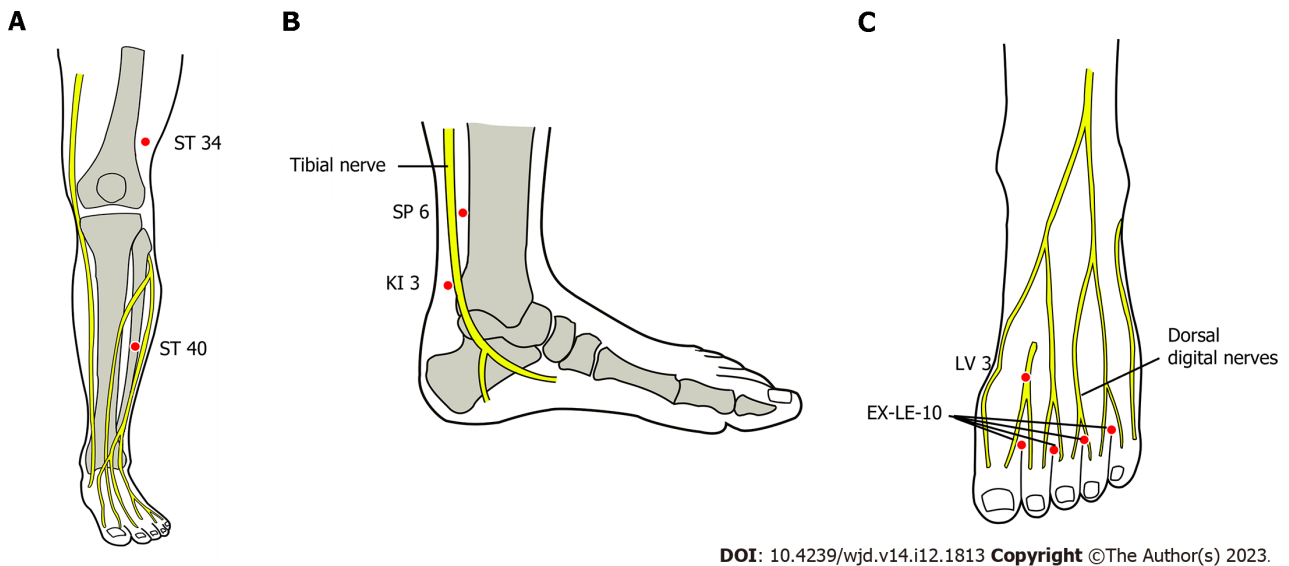 A
B
C
ST 34
ST 40
Tibial nerve
SP 6
KI 3
LV 3
Dorsal
digital nerves
EX-LE-10
DOI: 10.4239/wjd.v14.i12.1813 Copyright ©The Author(s) 2023.